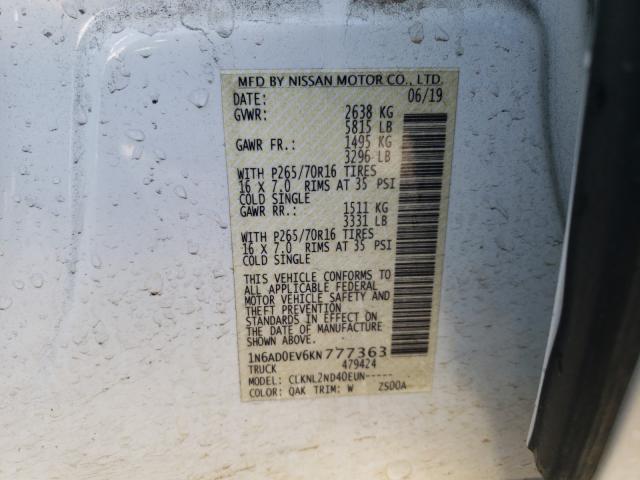 MFD BY NISSAN MOTOR CO., LTD.
DATE: 06/19
GVWR: 2638 KG
5815 LB
GAWR FR.: 1495 KG
3296 LB
WITH P265/70R16 TIRES
16 X 7.0 RIMS AT 35 PSI
COLD SINGLE
GAWR RR.: 1511 KG
3331 LB
WITH P265/70R16 TIRES
16 X 7.0 RIMS AT 35 PSI
COLD SINGLE
THIS VEHICLE CONFORMS TO
ALL APPLICABLE FEDERAL
MOTOR VEHICLE SAFETY AND
THEFT PREVENTION
STANDARDS IN EFFECT ON
THE DATE OF MANUFACTURE
SHOWN ABOVE.
1N6AD0EV6KN777363
TRUCK 479424
MODEL: CLKNL2ND40EUN-----
COLOR: QAK TRIM: W ZS00A